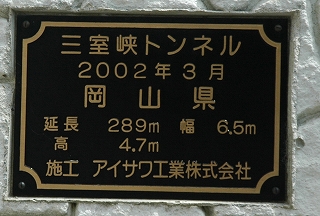 三室峡トンネル
2002年3月
岡山県
延長 289m 幅 6.5m
高 4.7m
施工 アイサワ工業株式会社